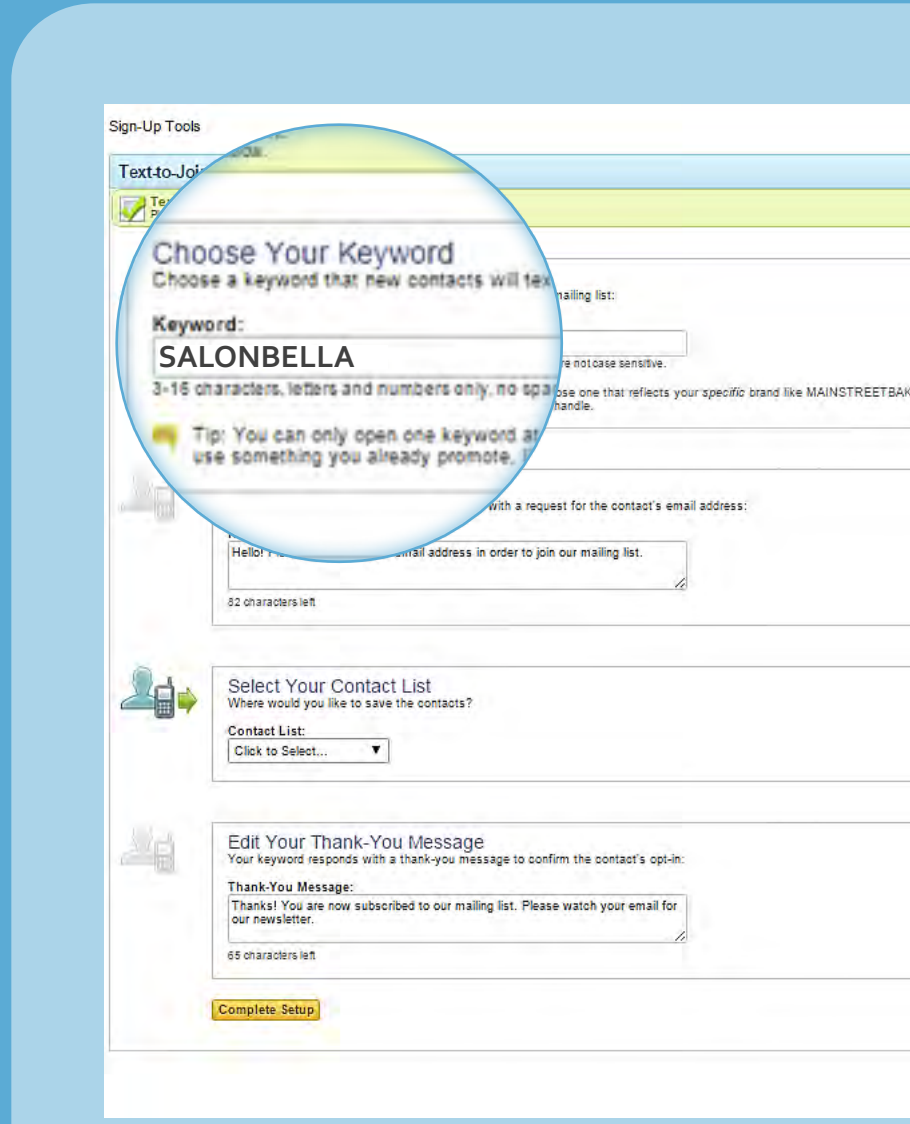 Sign-Up Tools
Text-to-Joi
Choose Your Keyword
Choose a keyword that new contacts will tex
mailing list:
Keyword:
SALONBELLA
re not case sensitive.
3-16 characters, letters and numbers only, no spa
ose one that reflects your specific brand like MAINSTREETBAK
handle.
Tip: You can only open one keyword at
use something you already promote.
with a request for the contact's email address:
Hello! email address in order to join our mailing list.
82 characters left
Select Your Contact List
Where would you like to save the contacts?
Contact List:
Click to Select...
Edit Your Thank-You Message
Your keyword responds with a thank-you message to confirm the contact's opt-in:
Thank-You Message:
Thanks! You are now subscribed to our mailing list. Please watch your email for
our newsletter.
65 characters left
Complete Setup